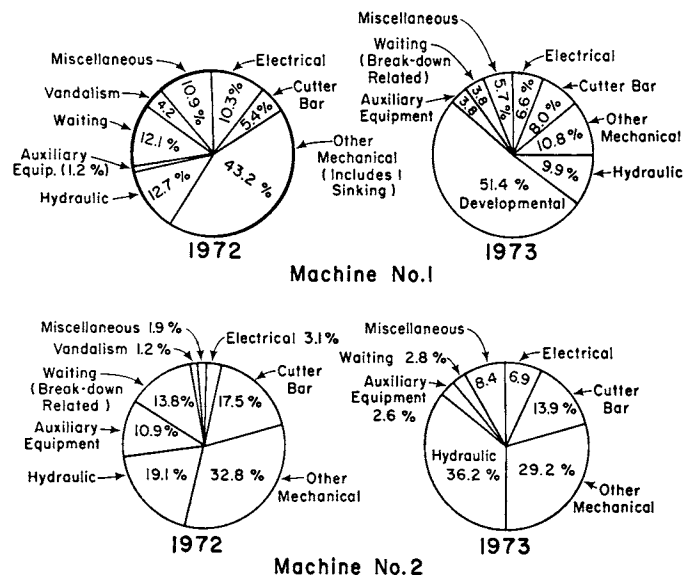 Miscellaneous
Electrical
Vandalism
Cutter
Bar
Waiting
Auxiliary
Equip. (1.2 %)
Hydraulic
Other
Mechanical
(Includes 1
Sinking)
10.9 %
10.3 %
5.4 %
4.2
12.1 %
12.7 %
43.2 %
1972
Miscellaneous
Waiting
(Break-down
Related)
Electrical
Auxiliary
Equipment
Cutter Bar
Other
Mechanical
Hydraulic
3.8
3.8
5.7 %
6.9 %
8.0 %
10.8 %
9.9 %
51.4 %
Developmental
1973
Machine No.1
Miscellaneous 1.9 %
Vandalism 1.2 %
Electrical 3.1%
Waiting
(Break-down
Related)
Cutter
Bar
Auxiliary
Equipment
Hydraulic
Other
Mechanical
13.8%
17.5 %
10.9 %
19.1 %
32.8 %
1972
Miscellaneous
Electrical
Waiting 2.8 %
Auxiliary
Equipment
2.6 %
Cutter
Bar
8.4
6.9
13.9%
Hydraulic
36.2 %
29.2 %
Other
Mechanical
1973
Machine No.2